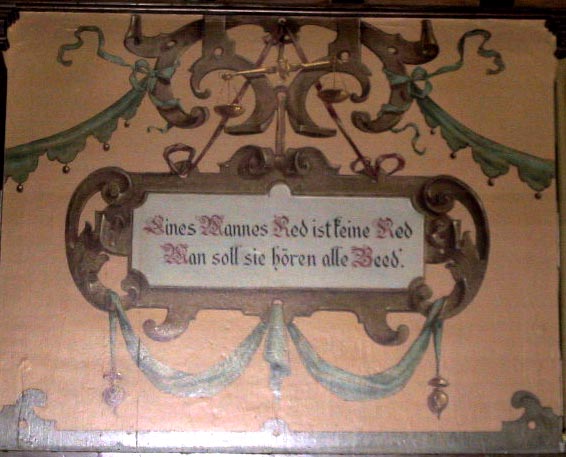 Eines Mannes Red ist keine Red
Man soll sie hören alle Beed'.